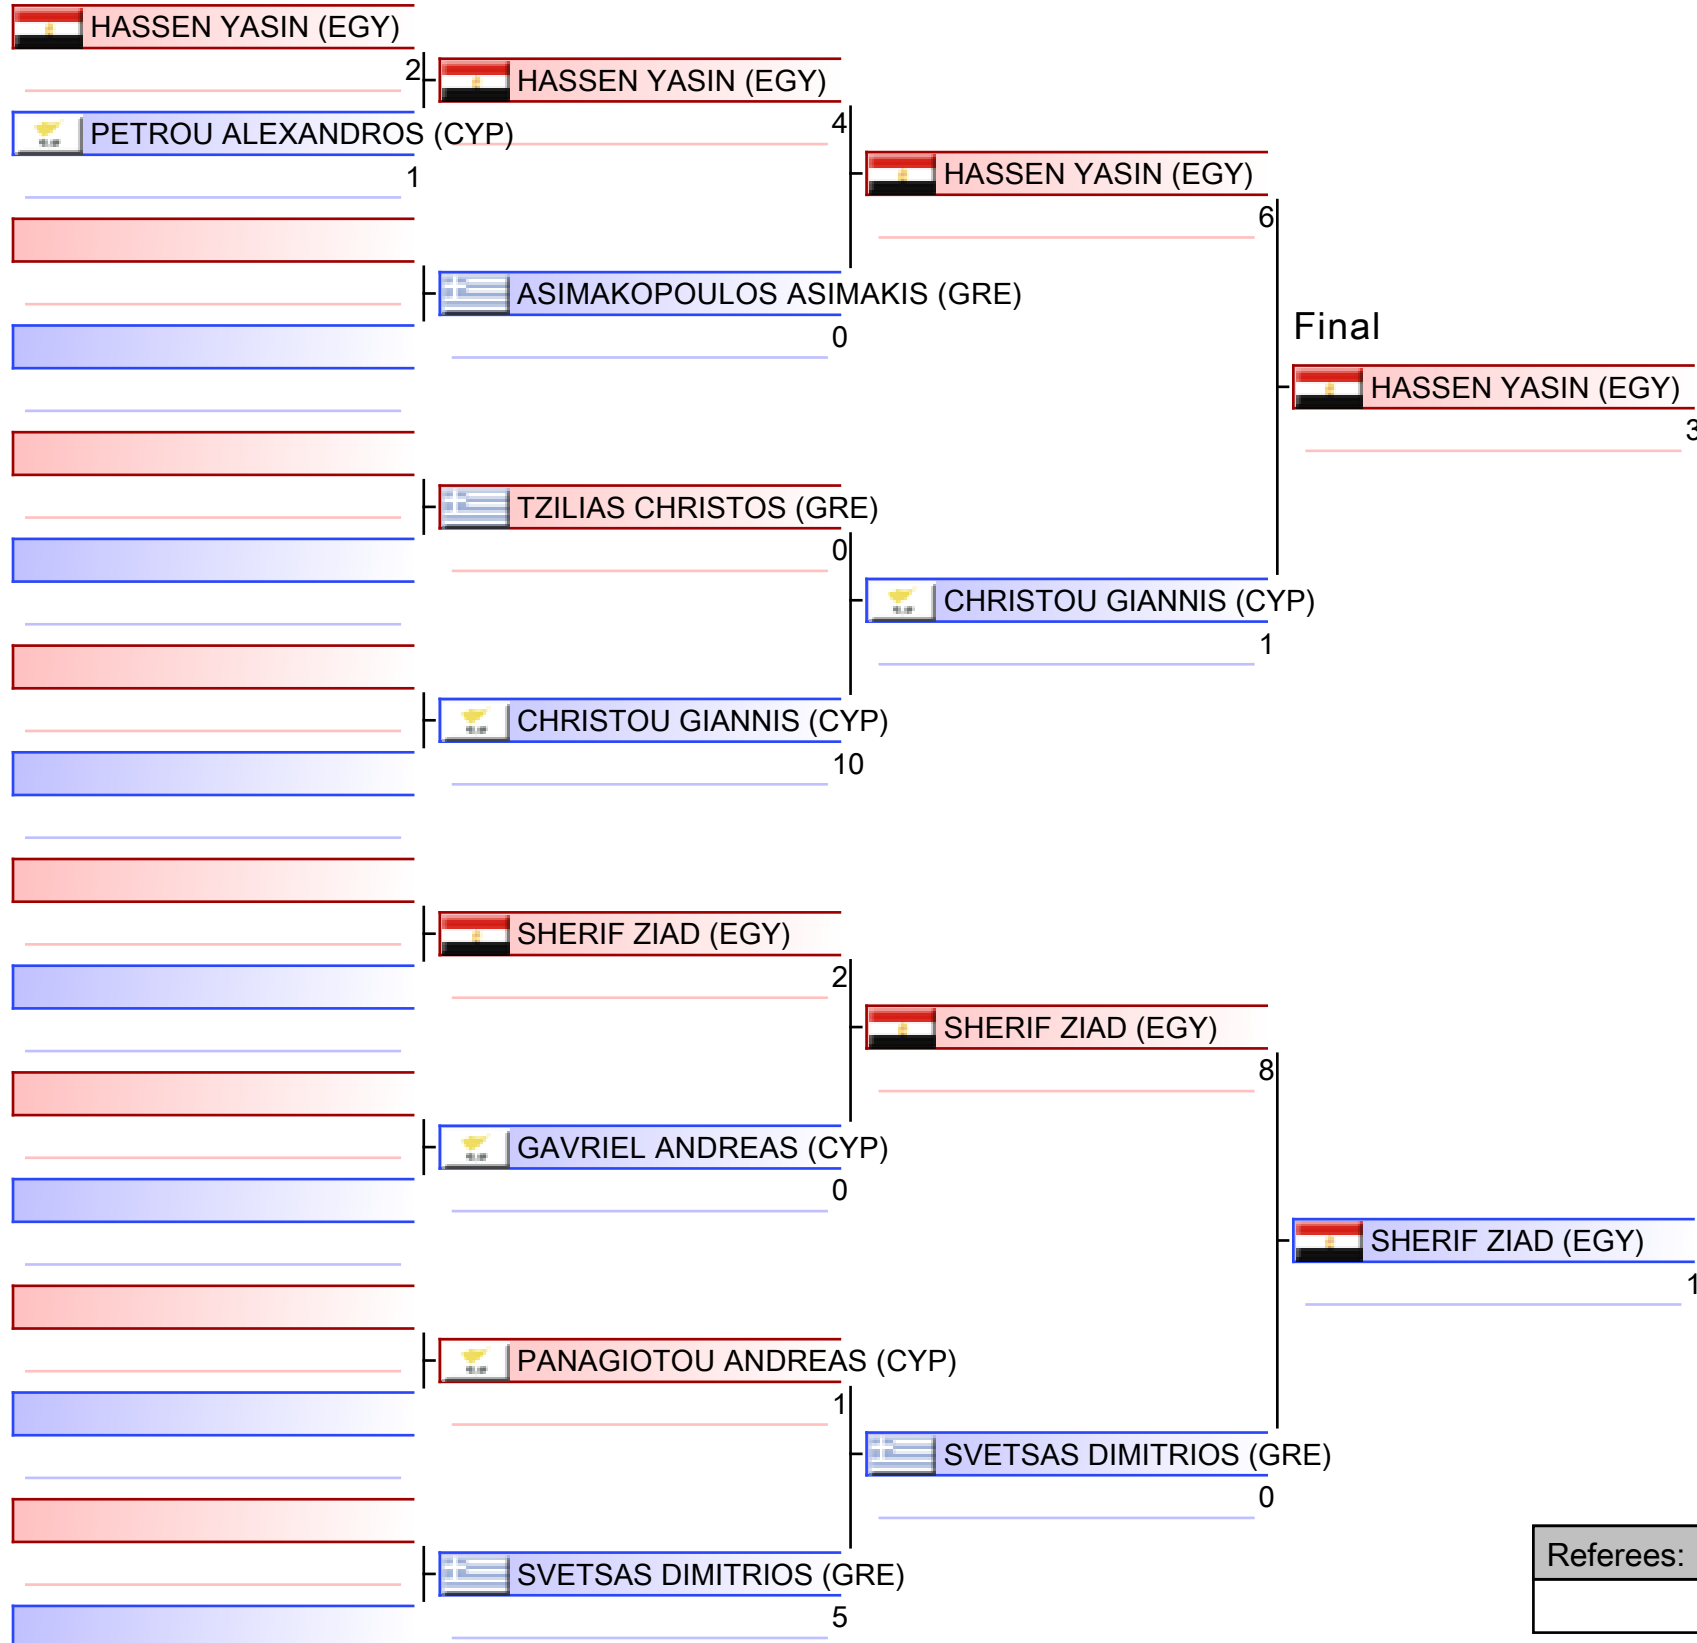 HASSEN YASIN (EGY)
2
PETROU ALEXANDROS (CYP)
1
HASSEN YASIN (EGY)
4
ASIMAKOPOULOS ASIMAKIS (GRE)
0
TZILIAS CHRISTOS (GRE)
0
CHRISTOU GIANNIS (CYP)
10
SHERIF ZIAD (EGY)
2
GAVRIEL ANDREAS (CYP)
0
PANAGIOTOU ANDREAS (CYP)
1
SVETSAS DIMITRIOS (GRE)
5
HASSEN YASIN (EGY)
6
CHRISTOU GIANNIS (CYP)
1
SHERIF ZIAD (EGY)
8
SVETSAS DIMITRIOS (GRE)
0
Final
HASSEN YASIN (EGY)
3
SHERIF ZIAD (EGY)
1
Referees: